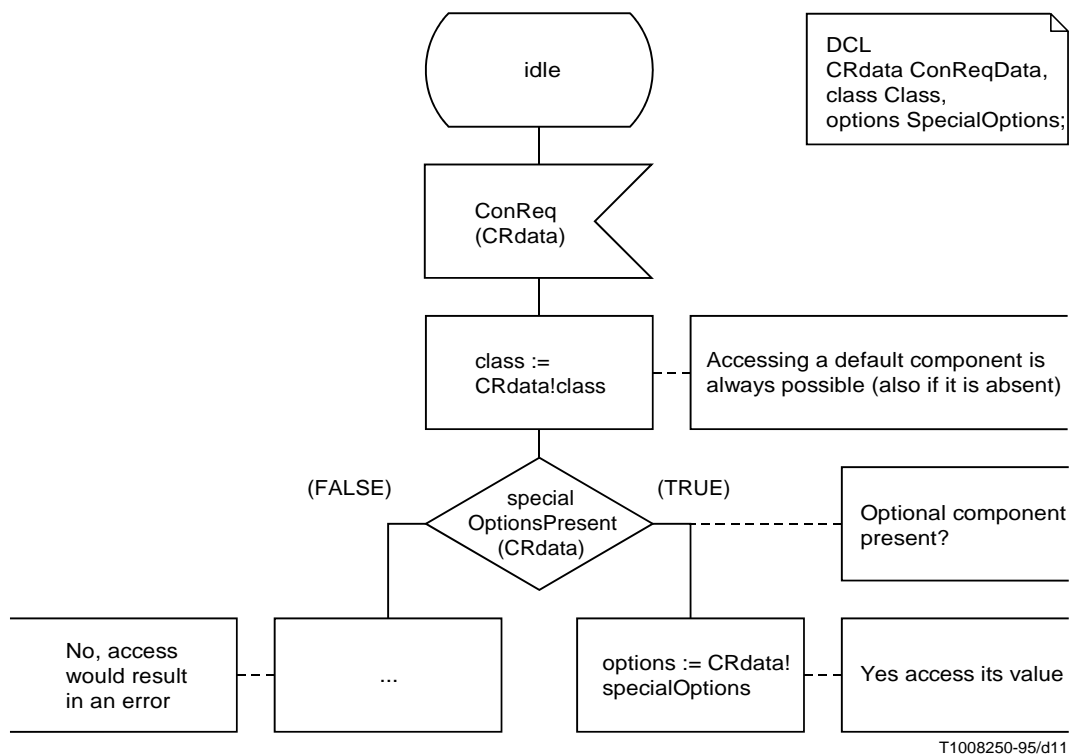 idle
DCL
CRdata ConReqData,
class Class,
options SpecialOptions;
ConReq
(CRdata)
class :=
CRdata!class
Accessing a default component is
always possible (also if it is absent)
(FALSE)
special
OptionsPresent
(CRdata)
(TRUE)
Optional component
present?
No, access
would result
in an error
...
options := CRdata!
specialOptions
Yes access its value
T1008250-95/d11